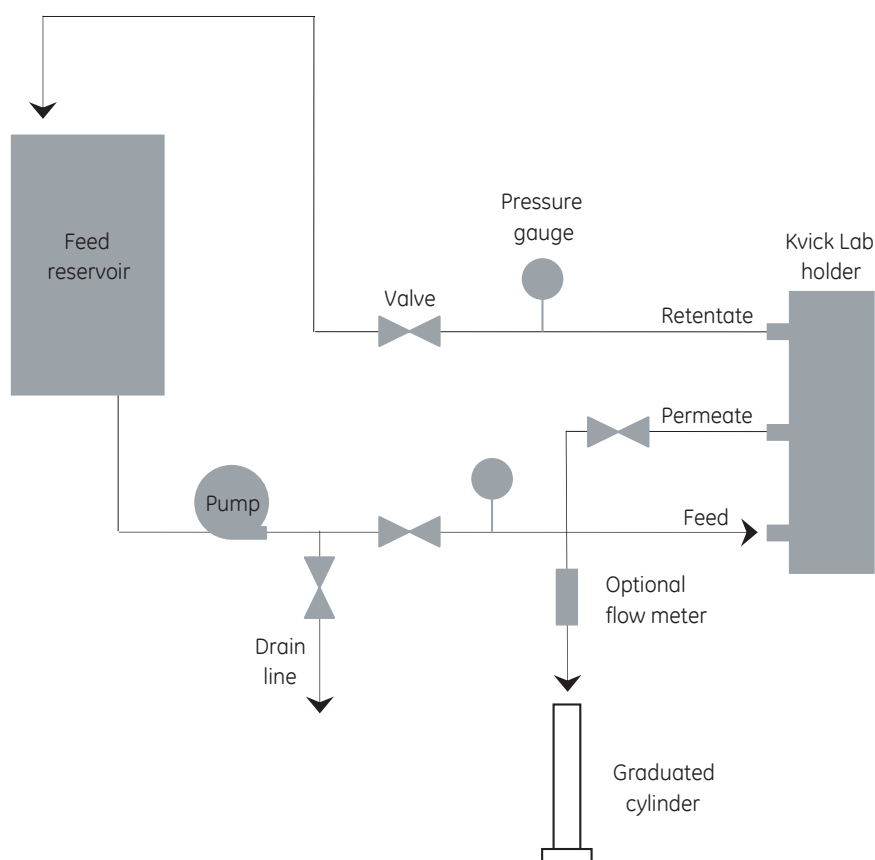 Pressure
gauge
Feed
reservoir
Kvick Lab
holder
Valve
Retentate
Permeate
Pump
Feed
Optional
flow meter
Drain
line
Graduated
cylinder